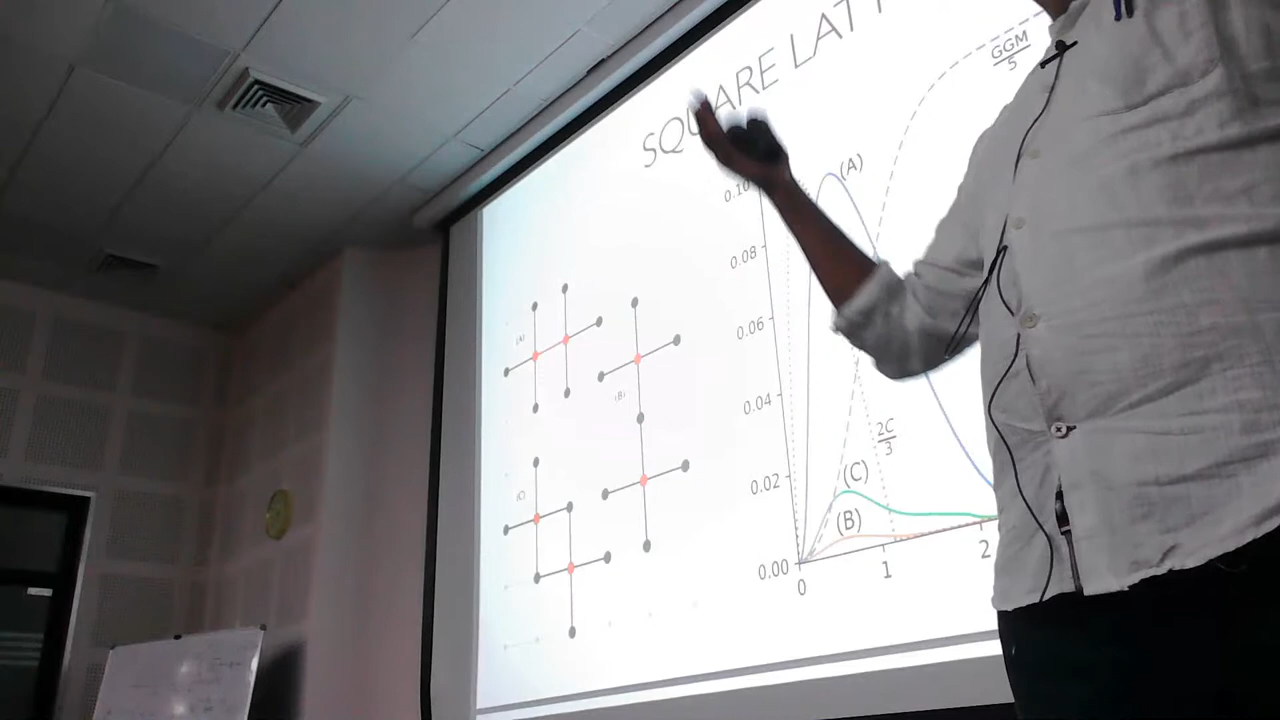 SQUARE LATT
GGM
5
(A)
0.10
0.08
0.06
0.04
0.02
0.00
2C
3
(C)
(B)
0
1
2
(A)
(B)
(C)